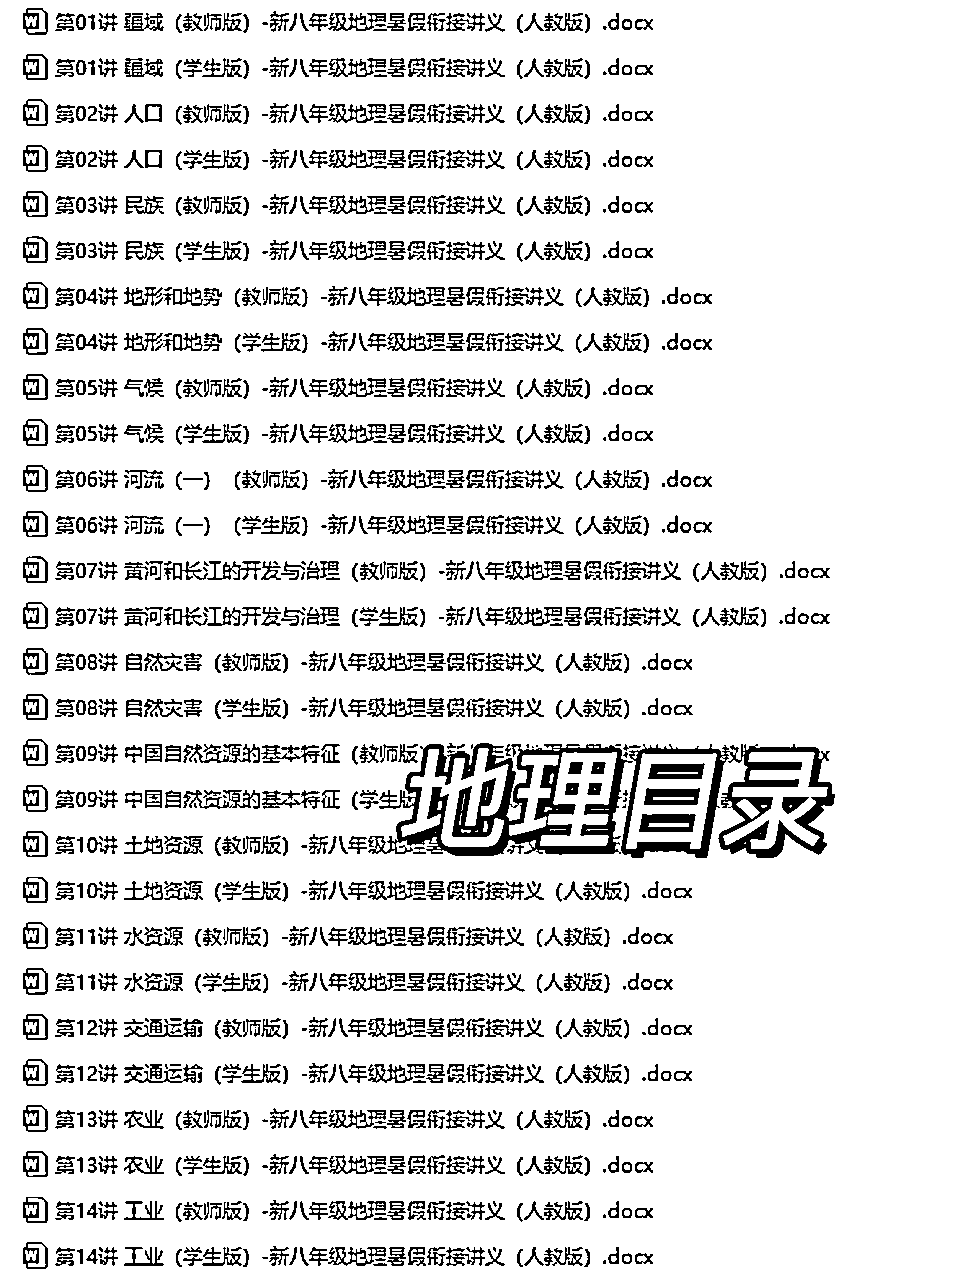 第01讲 疆域（教师版）-新八年级地理暑假衔接讲义（人教版）.docx
第01讲 疆域（学生版）-新八年级地理暑假衔接讲义（人教版）.docx
第02讲 人口（教师版）-新八年级地理暑假衔接讲义（人教版）.docx
第02讲 人口（学生版）-新八年级地理暑假衔接讲义（人教版）.docx
第03讲 民族（教师版）-新八年级地理暑假衔接讲义（人教版）.docx
第03讲 民族（学生版）-新八年级地理暑假衔接讲义（人教版）.docx
第04讲 地形和地势（教师版）-新八年级地理暑假衔接讲义（人教版）.docx
第04讲 地形和地势（学生版）-新八年级地理暑假衔接讲义（人教版）.docx
第05讲 气候（教师版）-新八年级地理暑假衔接讲义（人教版）.docx
第05讲 气候（学生版）-新八年级地理暑假衔接讲义（人教版）.docx
第06讲 河流（一）（教师版）-新八年级地理暑假衔接讲义（人教版）.docx
第06讲 河流（一）（学生版）-新八年级地理暑假衔接讲义（人教版）.docx
第07讲 黄河和长江的开发与治理（教师版）-新八年级地理暑假衔接讲义（人教版）.docx
第07讲 黄河和长江的开发与治理（学生版）-新八年级地理暑假衔接讲义（人教版）.docx
第08讲 自然灾害（教师版）-新八年级地理暑假衔接讲义（人教版）.docx
第08讲 自然灾害（学生版）-新八年级地理暑假衔接讲义（人教版）.docx
第09讲 中国自然资源的基本特征（教师版
第09讲 中国自然资源的基本特征（学生版
地理目录
第10讲 土地资源（教师版）-新八年级地理
第10讲 土地资源（学生版）-新八年级地理暑假衔接讲义（人教版）.docx
第11讲 水资源（教师版）-新八年级地理暑假衔接讲义（人教版）.docx
第11讲 水资源（学生版）-新八年级地理暑假衔接讲义（人教版）.docx
第12讲 交通运输（教师版）-新八年级地理暑假衔接讲义（人教版）.docx
第12讲 交通运输（学生版）-新八年级地理暑假衔接讲义（人教版）.docx
第13讲 农业（教师版）-新八年级地理暑假衔接讲义（人教版）.docx
第13讲 农业（学生版）-新八年级地理暑假衔接讲义（人教版）.docx
第14讲 工业（教师版）-新八年级地理暑假衔接讲义（人教版）.docx
第14讲 工业（学生版）-新八年级地理暑假衔接讲义（人教版）.docx